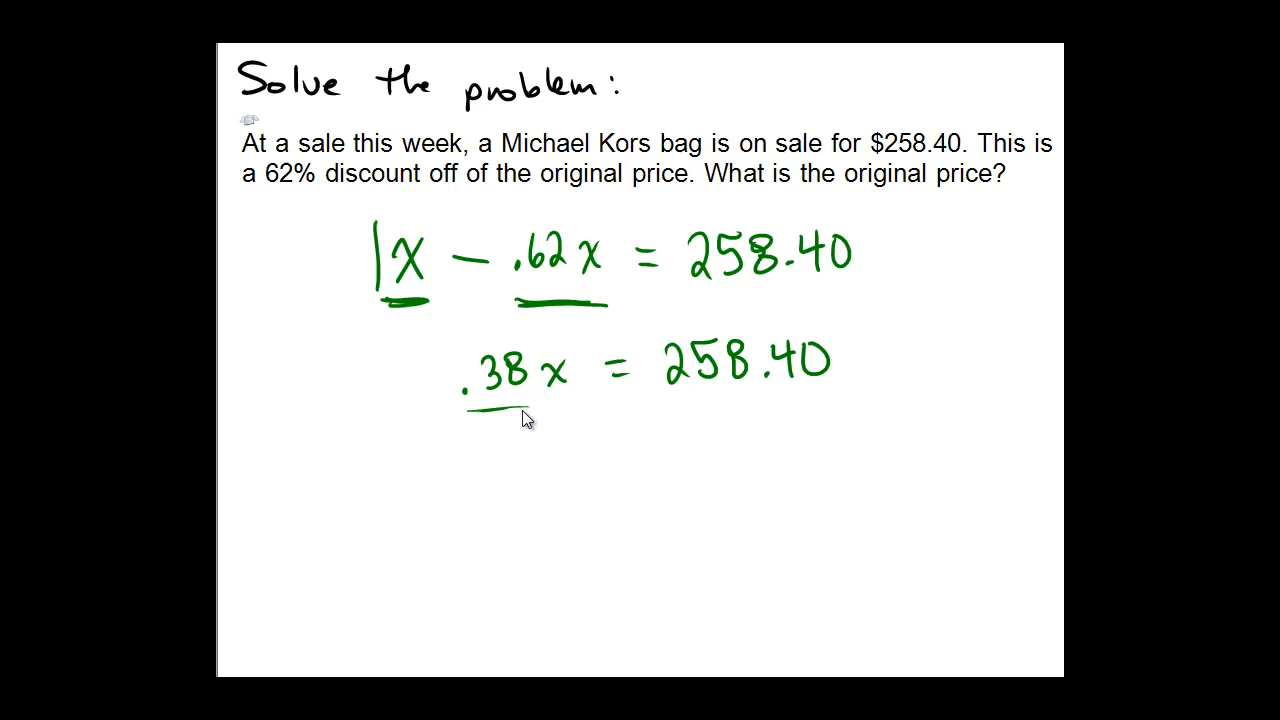 Solve the problem:
At a sale this week, a Michael Kors bag is on sale for $258.40. This is
a 62% discount off of the original price. What is the original price?
1x - .62x = 258.40
.38x = 258.40